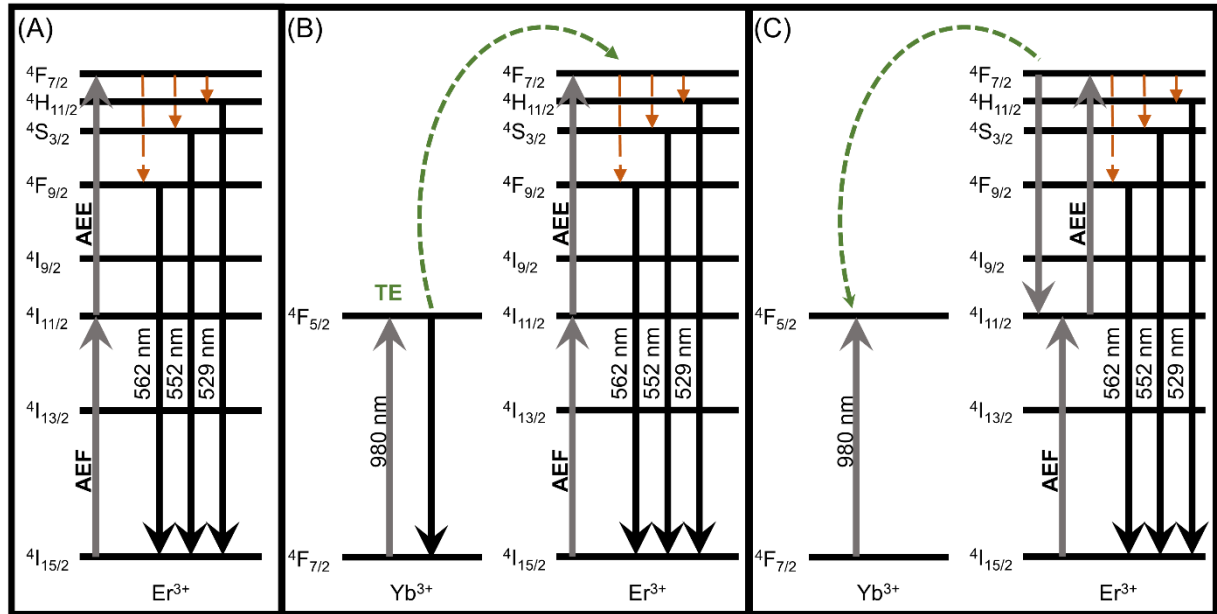 (A)
⁴F₇/₂
⁴H₁₁/₂
⁴S₃/₂
⁴F₉/₂
AEE
⁴I₉/₂
⁴I₁₁/₂
562 nm
552 nm
529 nm
⁴I₁₃/₂
AEF
⁴I₁₅/₂
Er³⁺
(B)
TE
⁴F₅/₂
980 nm
⁴F₇/₂
Yb³⁺
⁴F₇/₂
⁴H₁₁/₂
⁴S₃/₂
⁴F₉/₂
AEE
⁴I₉/₂
⁴I₁₁/₂
562 nm
552 nm
529 nm
⁴I₁₃/₂
AEF
⁴I₁₅/₂
Er³⁺
(C)
⁴F₅/₂
980 nm
⁴F₇/₂
Yb³⁺
⁴F₇/₂
⁴H₁₁/₂
⁴S₃/₂
⁴F₉/₂
AEE
⁴I₉/₂
⁴I₁₁/₂
562 nm
552 nm
529 nm
⁴I₁₃/₂
AEF
⁴I₁₅/₂
Er³⁺